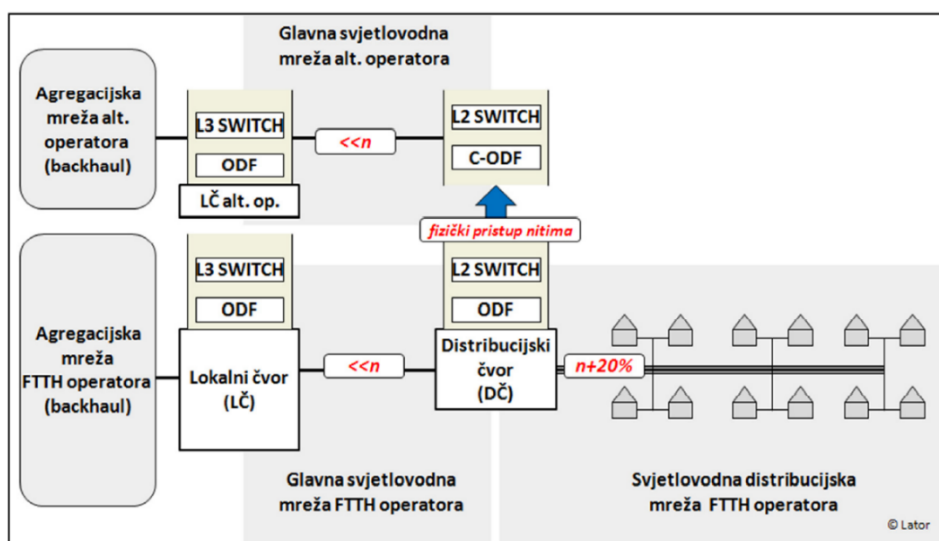 Glavna svjetlovodna
mreža alt. operatora
Agregacijska
mreža alt.
operatora
(backhaul)
L3 SWITCH
ODF
LČ alt. op.
<<n
L2 SWITCH
C-ODF
fizički pristup nitima
Agregacijska
mreža
FTTH operatora
(backhaul)
L3 SWITCH
ODF
Lokalni čvor
(LČ)
<<n
L2 SWITCH
ODF
Distribucijski
čvor
(DČ)
n+20%
Glavna svjetlovodna
mreža FTTH operatora
Svjetlovodna distribucijska
mreža FTTH operatora
© Lator